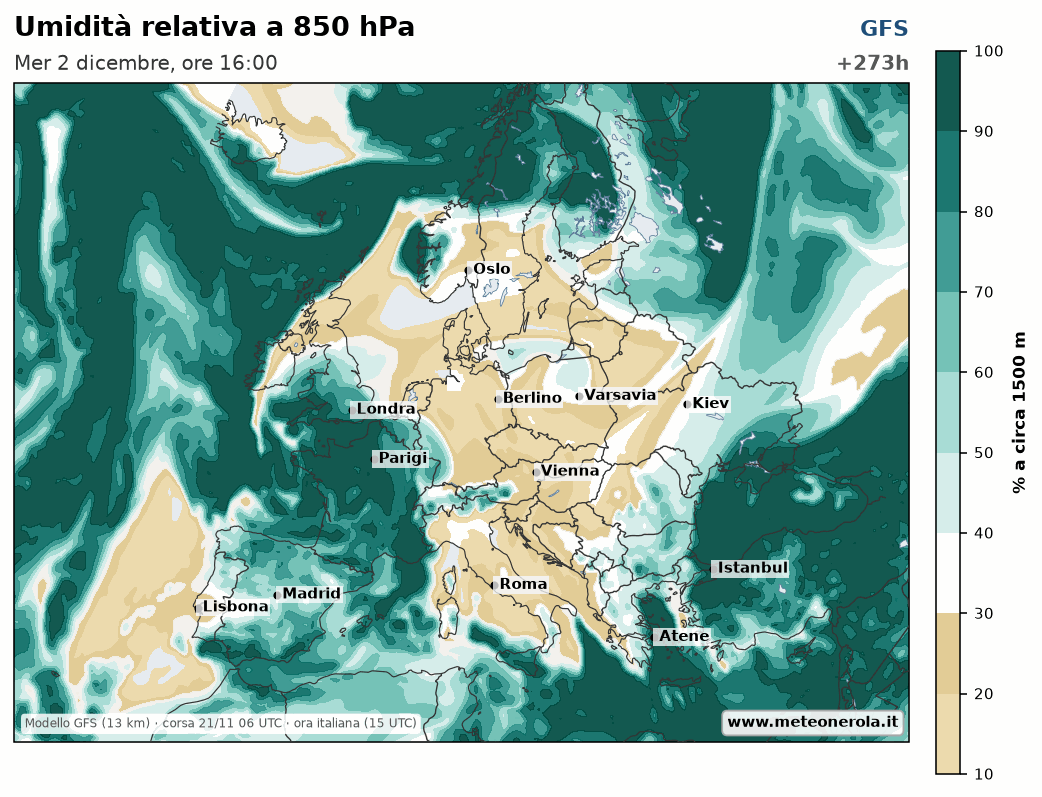 Umidità relativa a 850 hPa
GFS
Mer 2 dicembre, ore 16:00
+273h
100
90
80
70
60
50
40
30
20
10
% a circa 1500 m
Oslo
Londra
Berlino
Varsavia
Kiev
Parigi
Vienna
Istanbul
Roma
Madrid
Lisbona
Atene
Modello GFS (13 km) · corsa 21/11 06 UTC · ora italiana (15 UTC)
www.meteonerola.it